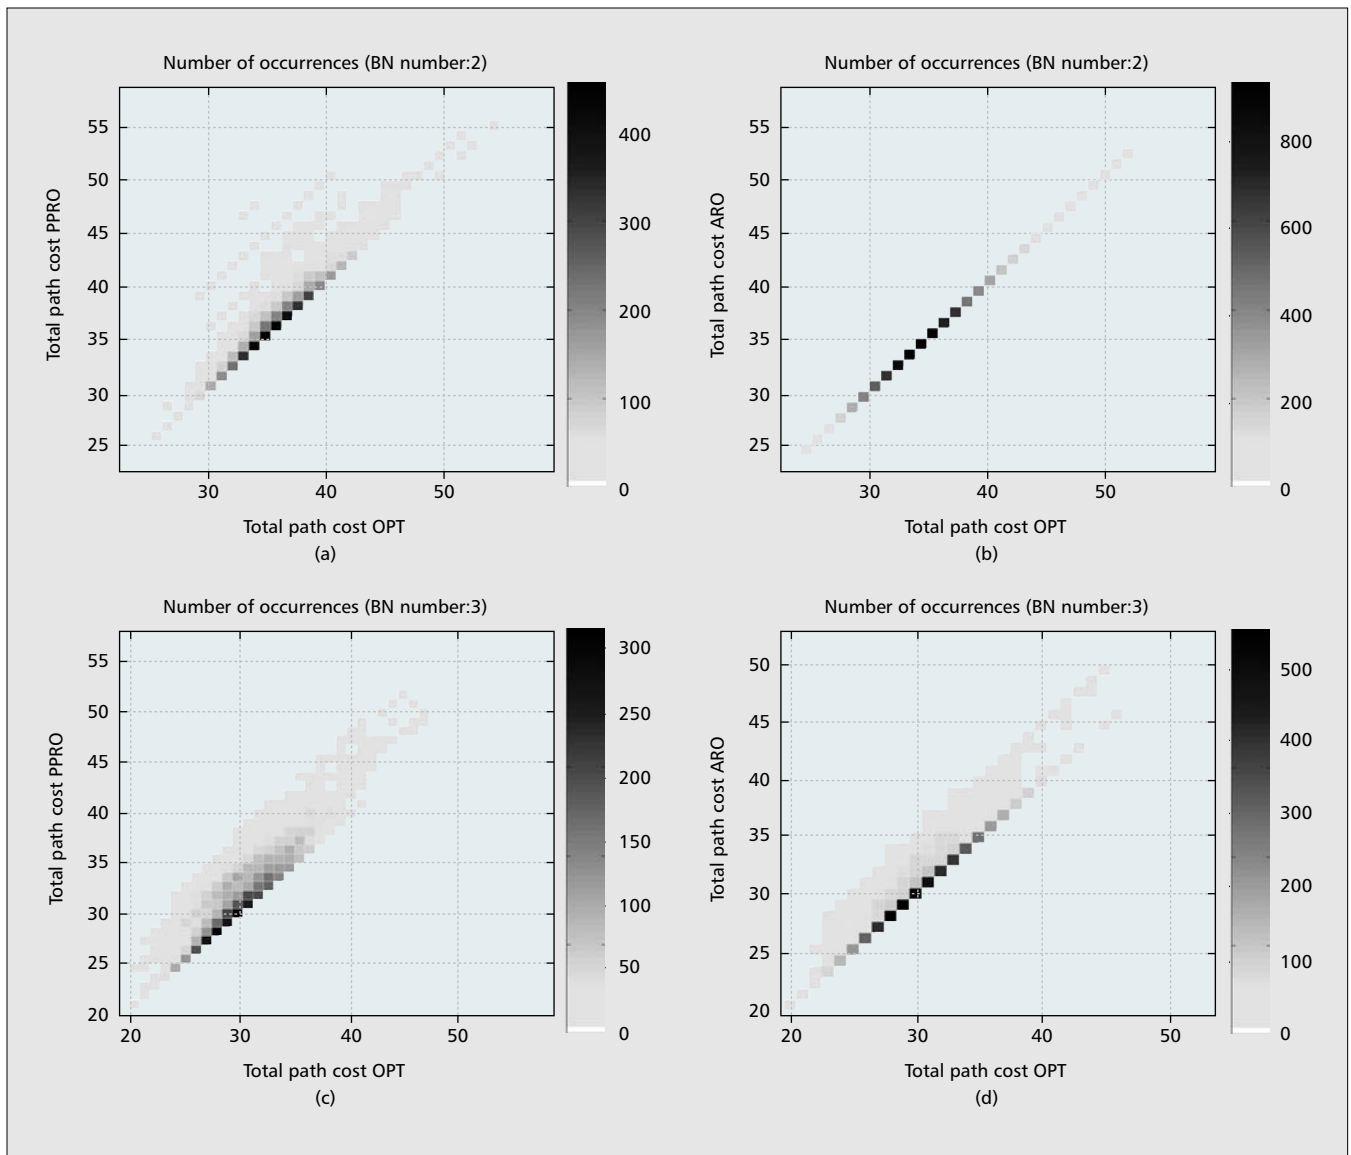 Number of occurrences (BN number:2)
55
50
45
40
35
30
25
Total path cost PPRO
30 40 50
Total path cost OPT
(a)
400
300
200
100
0
Number of occurrences (BN number:2)
55
50
45
40
35
30
25
Total path cost ARO
30 40 50
Total path cost OPT
(b)
800
600
400
200
0
Number of occurrences (BN number:3)
55
50
45
40
35
30
25
20
Total path cost PPRO
20 30 40 50
Total path cost OPT
(c)
300
250
200
150
100
50
0
Number of occurrences (BN number:3)
50
45
40
35
30
25
20
Total path cost ARO
20 30 40 50
Total path cost OPT
(d)
500
400
300
200
100
0